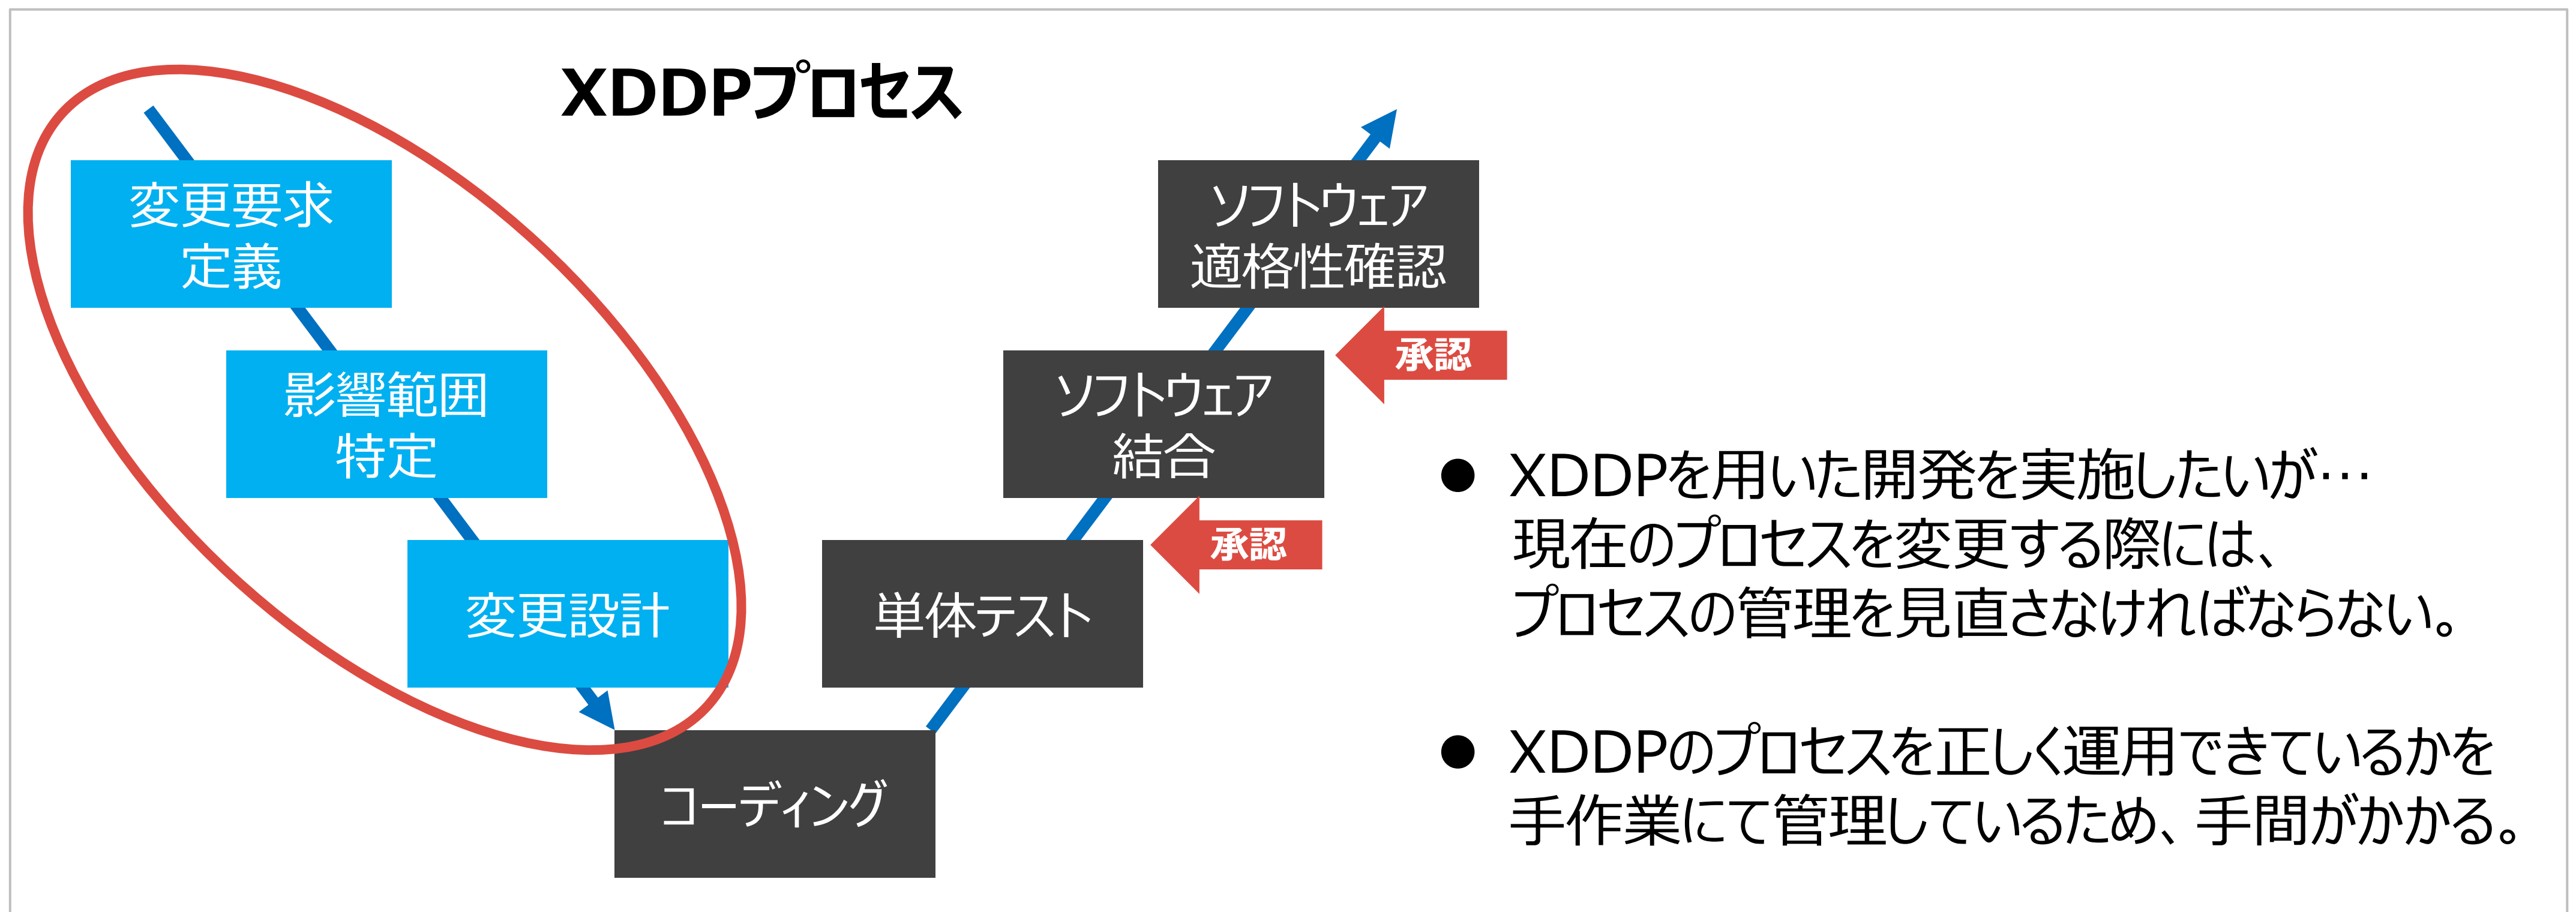 XDDPプロセス
変更要求
定義
影響範囲
特定
変更設計
コーディング
単体テスト
承認
ソフトウェア
結合
承認
ソフトウェア
適格性確認
● XDDPを用いた開発を実施したいが…
現在のプロセスを変更する際には、
プロセスの管理を見直さなければならない。
● XDDPのプロセスを正しく運用できているかを
手作業にて管理しているため、手間がかかる。